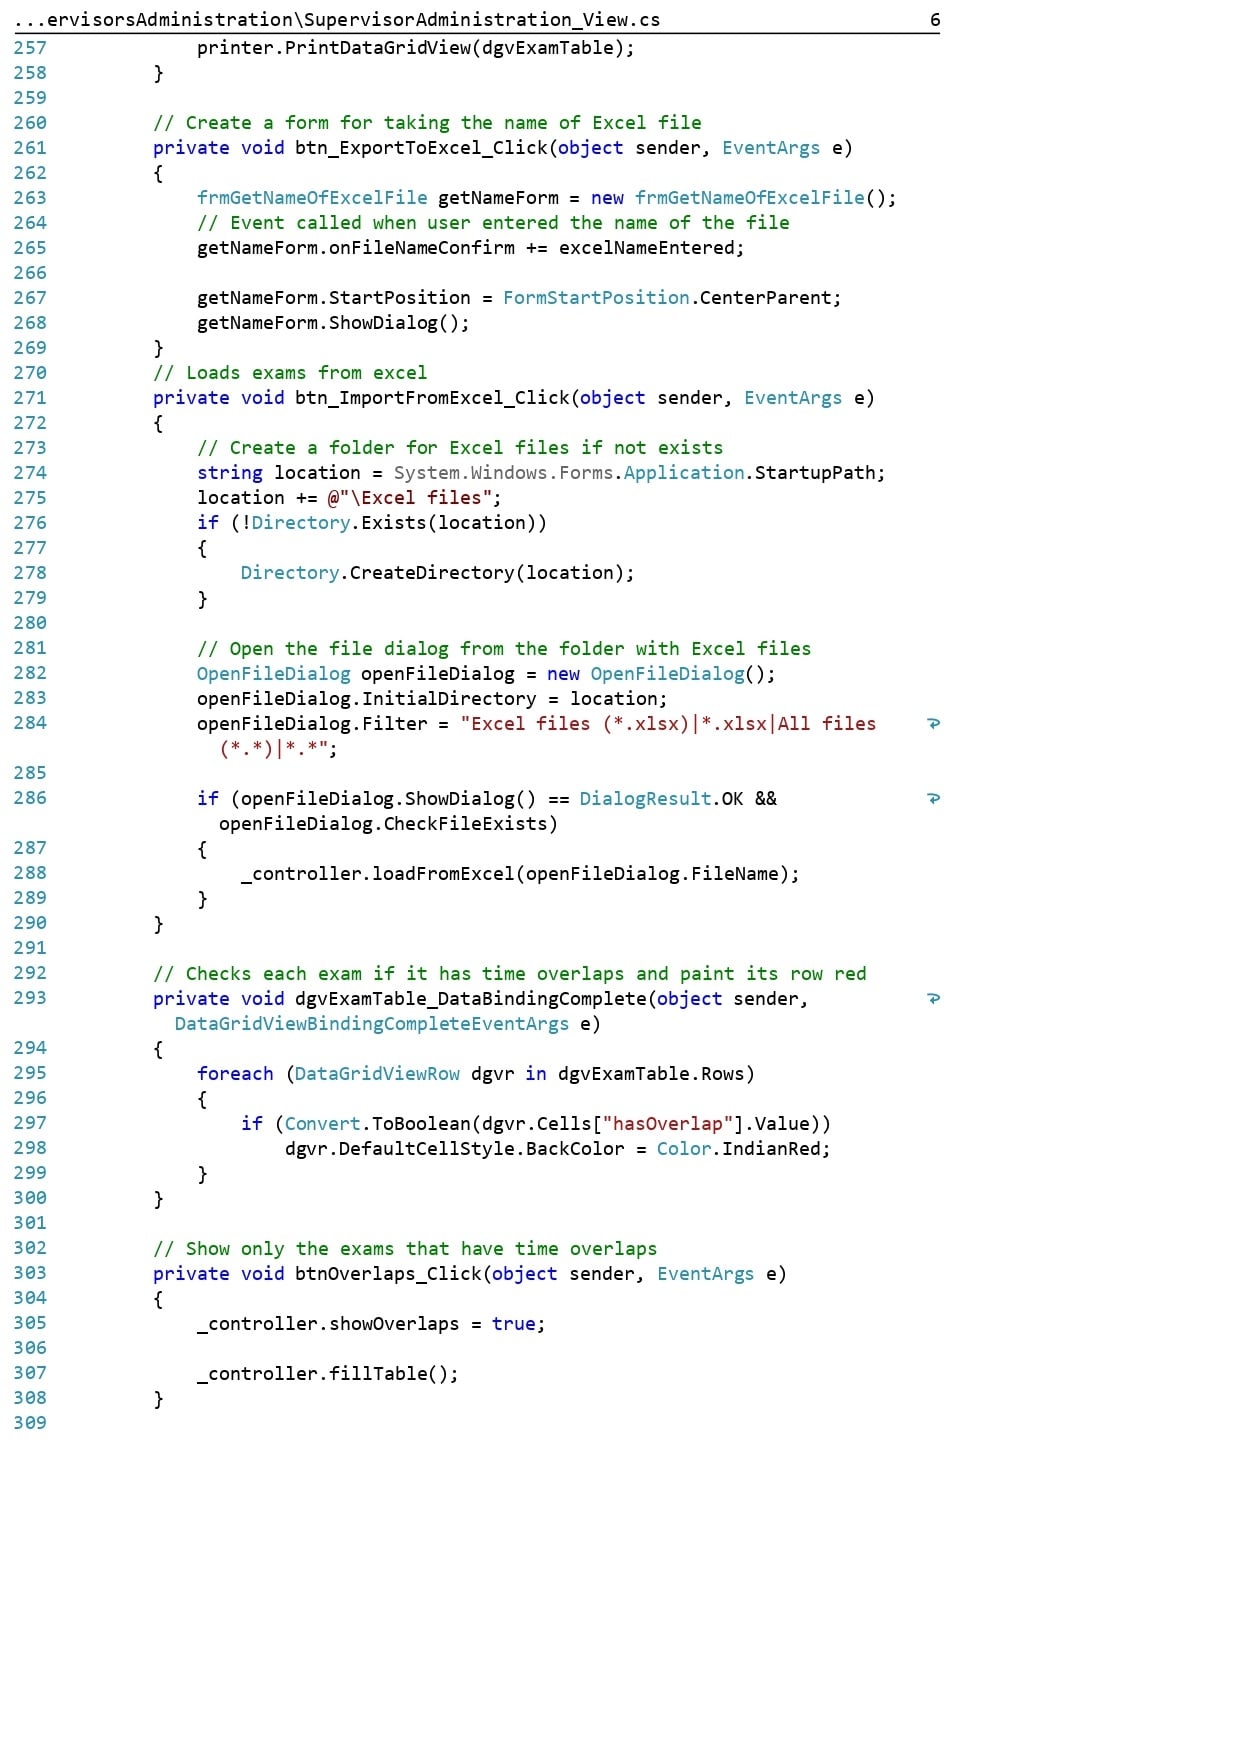 ...ervisorsAdministration\SupervisorAdministration_View.cs 6
257 printer.PrintDataGridView(dgvExamTable);
258 }
259
260 // Create a form for taking the name of Excel file
261 private void btn_ExportToExcel_Click(object sender, EventArgs e)
262 {
263 frmGetNameOfExcelFile getNameForm = new frmGetNameOfExcelFile();
264 // Event called when user entered the name of the file
265 getNameForm.onFileNameConfirm += excelNameEntered;
266
267 getNameForm.StartPosition = FormStartPosition.CenterParent;
268 getNameForm.ShowDialog();
269 }
270 // Loads exams from excel
271 private void btn_ImportFromExcel_Click(object sender, EventArgs e)
272 {
273 // Create a folder for Excel files if not exists
274 string location = System.Windows.Forms.Application.StartupPath;
275 location += @"\Excel files";
276 if (!Directory.Exists(location))
277 {
278 Directory.CreateDirectory(location);
279 }
280
281 // Open the file dialog from the folder with Excel files
282 OpenFileDialog openFileDialog = new OpenFileDialog();
283 openFileDialog.InitialDirectory = location;
284 openFileDialog.Filter = "Excel files (*.xlsx)|*.xlsx|All files
(*.*)|*.*";
285
286 if (openFileDialog.ShowDialog() == DialogResult.OK &&
openFileDialog.CheckFileExists)
287 {
288 _controller.loadFromExcel(openFileDialog.FileName);
289 }
290 }
291
292 // Checks each exam if it has time overlaps and paint its row red
293 private void dgvExamTable_DataBindingComplete(object sender,
DataGridViewBindingCompleteEventArgs e)
294 {
295 foreach (DataGridViewRow dgvr in dgvExamTable.Rows)
296 {
297 if (Convert.ToBoolean(dgvr.Cells["hasOverlap"].Value))
298 dgvr.DefaultCellStyle.BackColor = Color.IndianRed;
299 }
300 }
301
302 // Show only the exams that have time overlaps
303 private void btnOverlaps_Click(object sender, EventArgs e)
304 {
305 _controller.showOverlaps = true;
306
307 _controller.fillTable();
308 }
309